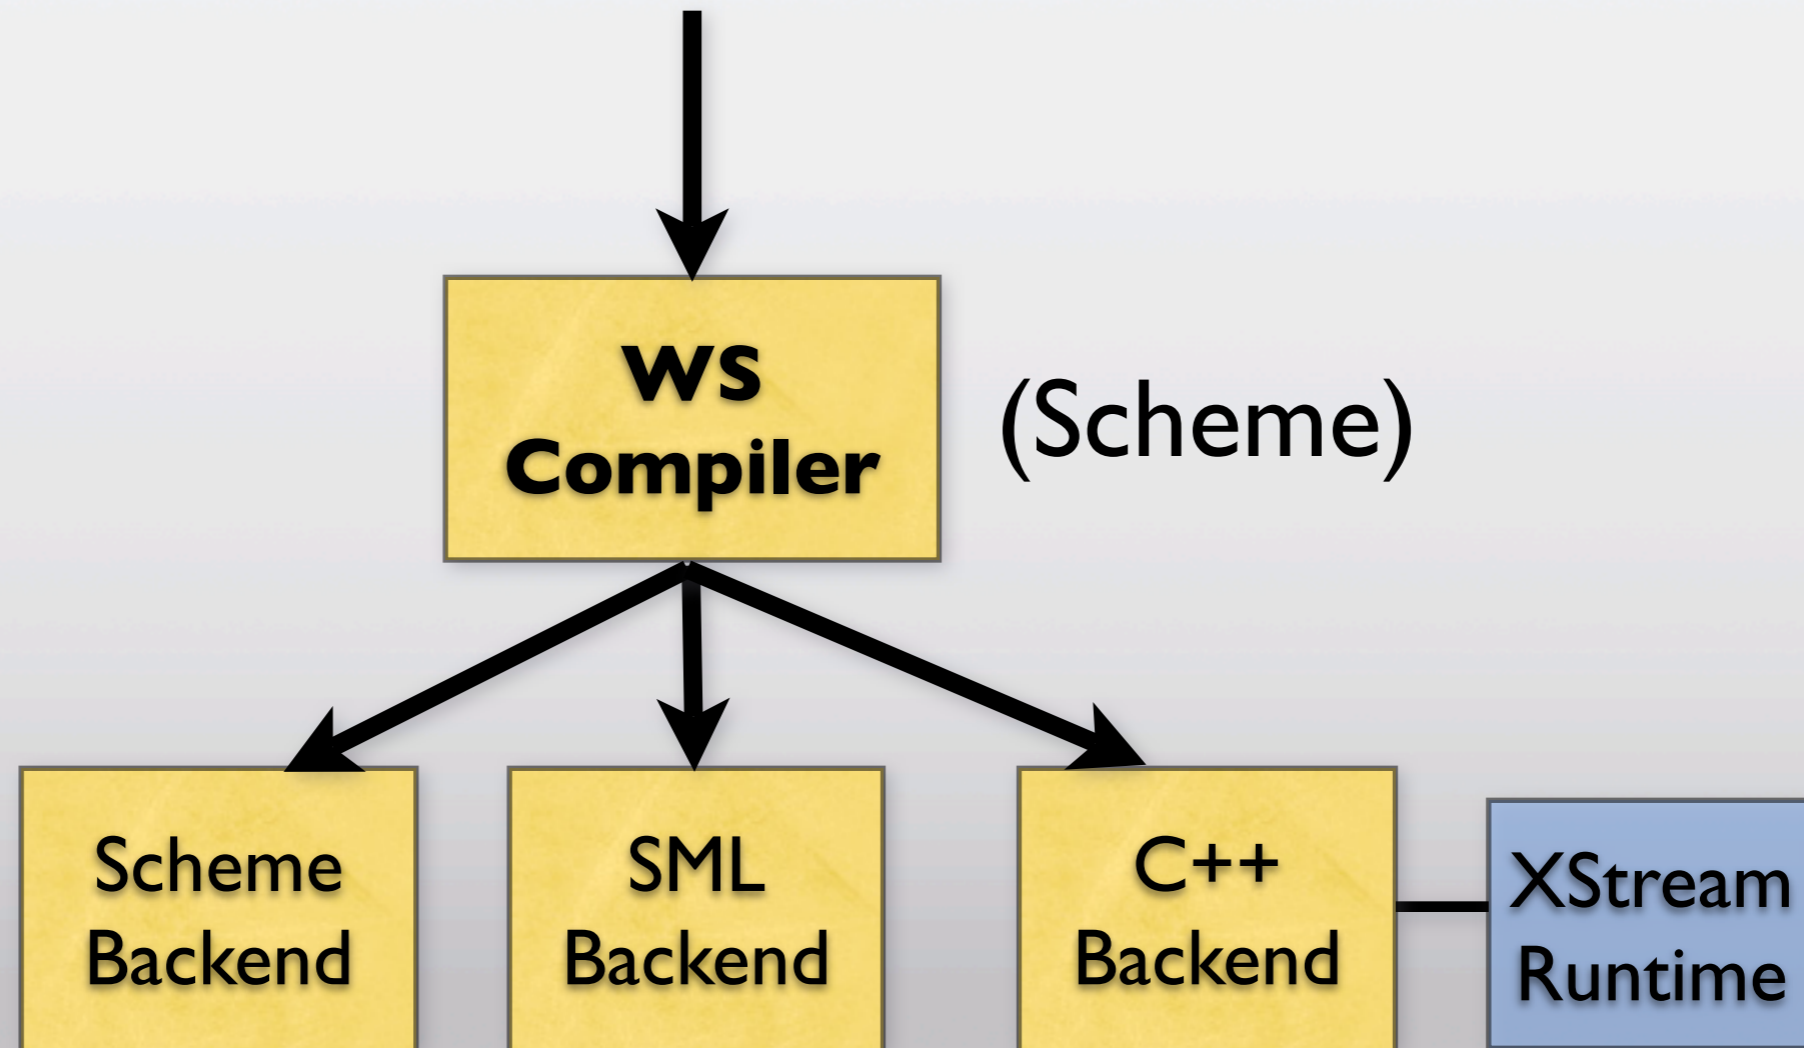 WS
Compiler
(Scheme)
Scheme
Backend
SML
Backend
C++
Backend
XStream
Runtime